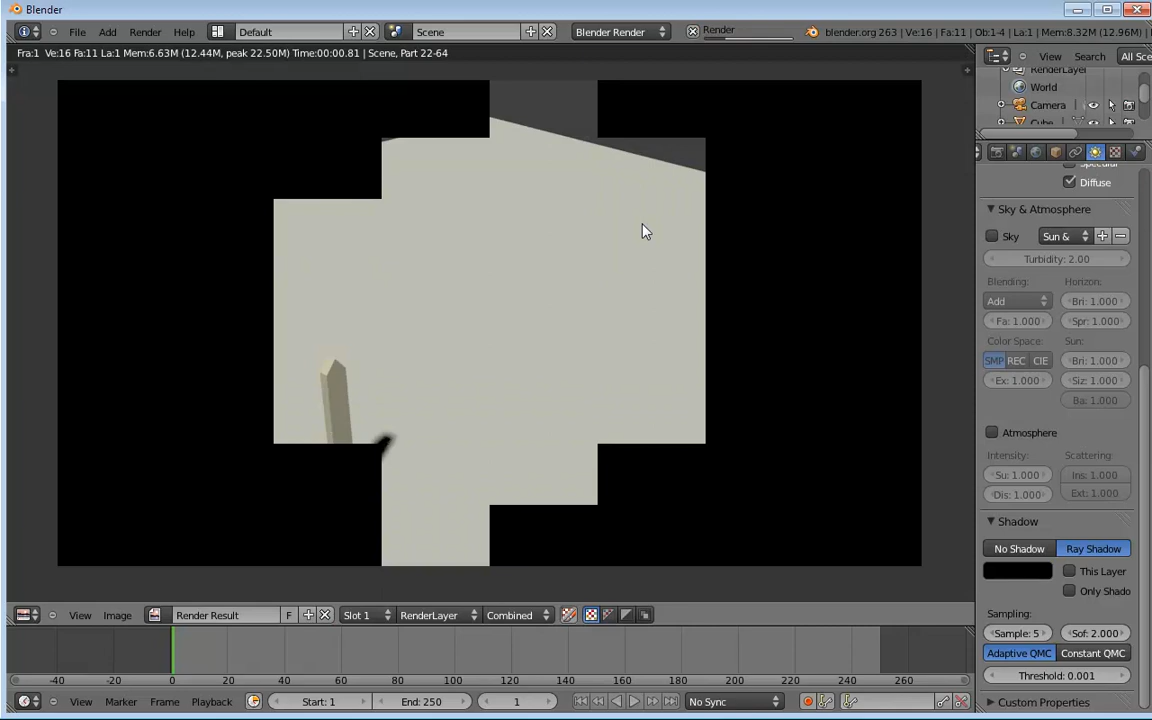 Blender
File Add Render Help Default Scene Blender Render Render blender.org 263 | Ve:16 | Fa:11 | Ob:1-4 | La:1 | Mem:8.32M (12.96M) |
Fra:1 Ve:16 Fa:11 La:1 Mem:6.63M (12.44M, peak 22.50M) Time:00:00.81 | Scene, Part 22-64
View Search All Sce
RenderLayer
World
Camera
Cube
Specular
Diffuse
Sky & Atmosphere
Sky Sun &
Turbidity: 2.00
Blending: Horizon:
Add Bri: 1.000
Fa: 1.000 Spr: 1.000
Color Space: Sun:
SMP REC CIE Bri: 1.000
Ex: 1.000 Siz: 1.000
Ba: 1.000
Atmosphere
Intensity: Scattering:
Su: 1.000 Ins: 1.000
Dis: 1.000 Ext: 1.000
Shadow
No Shadow Ray Shadow
This Layer
Only Shado
Sampling:
Sample: 5 Sof: 2.000
Adaptive QMC Constant QMC
Threshold: 0.001
Custom Properties
View Image Render Result F Slot 1 RenderLayer Combined
-40 -20 0 20 40 60 80 100 120 140 160 180 200 220 240 260
View Marker Frame Playback Start: 1 End: 250 1 No Sync